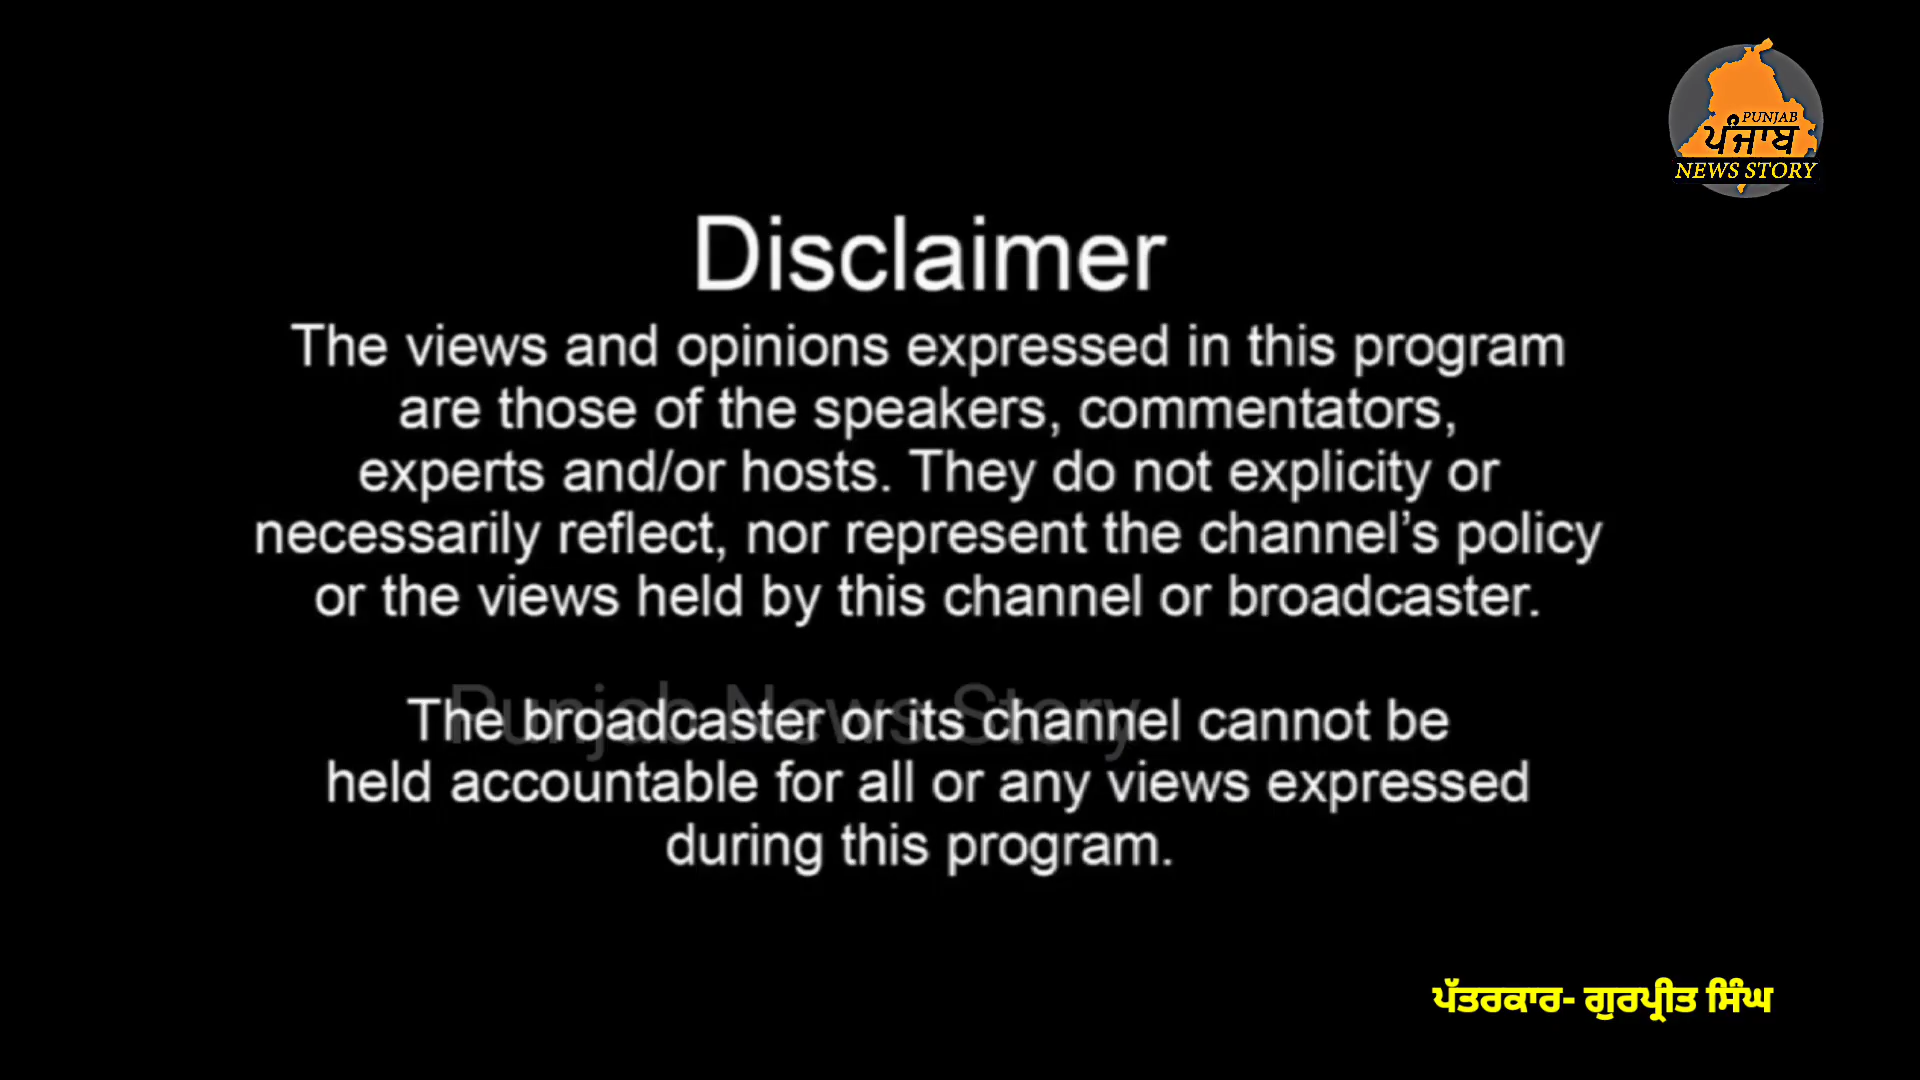 PUNJAB
ਪੰਜਾਬ
NEWS STORY
Disclaimer
The views and opinions expressed in this program
are those of the speakers, commentators,
experts and/or hosts. They do not explicity or
necessarily reflect, nor represent the channel’s policy
or the views held by this channel or broadcaster.
Punjab News Story
The broadcaster or its channel cannot be
held accountable for all or any views expressed
during this program.
ਪੱਤਰਕਾਰ- ਗੁਰਪ੍ਰੀਤ ਸਿੰਘ